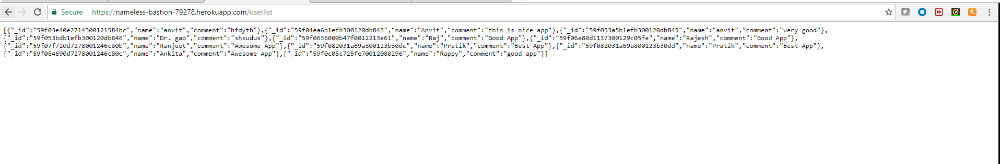 Secure | https://nameless-bastion-79278.herokuapp.com/userlist
[{"_id":"59f03e40e2714300121584bc","name":"anvit","comment":"hfdyth"},{"_id":"59f04ea6b1efb300120db843","name":"Anvit","comment":"this is nice app"},{"_id":"59f053a5b1efb300120db845","name":"anvit","comment":"very good"},
{"_id":"59f053bdb1efb300120db846","name":"Dr. gao","comment":"shsudus"},{"_id":"59f0636000b47f0012213e61","name":"Raj","comment":"Good App"},{"_id":"59f06e80d1137300129c05fe","name":"Rajesh","comment":"Good App"},
{"_id":"59f07f720d7278001246c80b","name":"Ranjeet","comment":"Awesome App"},{"_id":"59f082031a69a800123b30dc","name":"Pratik","comment":"Best App"},{"_id":"59f082031a69a800123b30dd","name":"Pratik","comment":"Best App"},
{"_id":"59f084690d7278001246c80c","name":"Ankita","comment":"Awesome App"},{"_id":"59f0c08c725fe70012080296","name":"Rappy","comment":"good app"}]